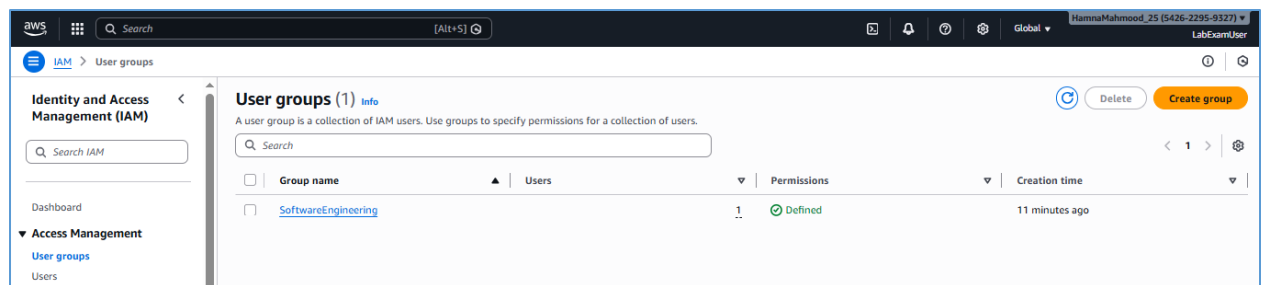 aws
Search [Alt+S]
Global
HamnaMahmood_25 (5426-2295-9327)
LabExamUser
IAM > User groups
Identity and Access Management (IAM)
Search IAM
Dashboard
Access Management
User groups
Users
User groups (1) Info
A user group is a collection of IAM users. Use groups to specify permissions for a collection of users.
Delete
Create group
Search
1
Group name Users Permissions Creation time
SoftwareEngineering 1 Defined 11 minutes ago